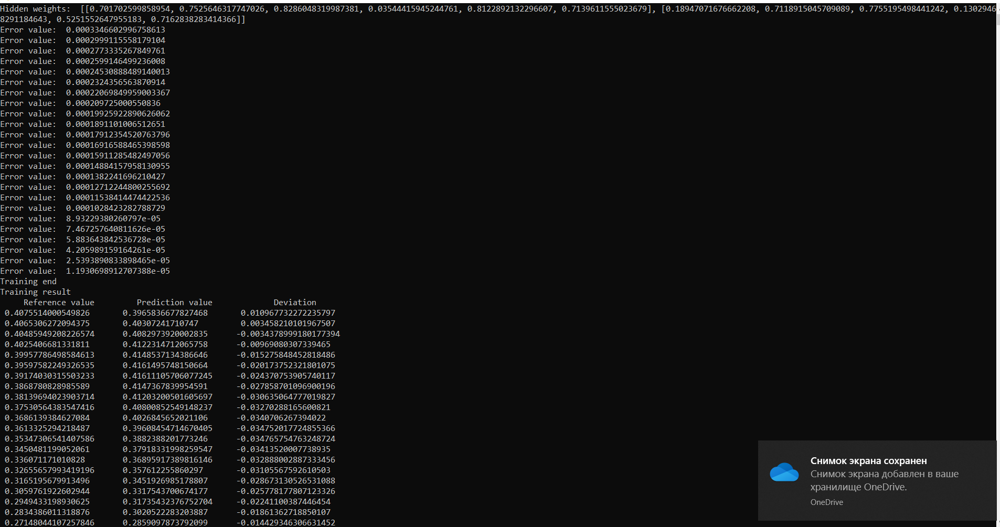 Hidden weights:  [[0.701702599858954, 0.7525646317747026, 0.8286048319987381, 0.03544415945244761, 0.8122892132296607, 0.7139611555023679], [0.18947071676662208, 0.7118915045709089, 0.7755195498441242, 0.1302946
8291184643, 0.5251552647955183, 0.7162838283414366]]
Error value:  0.0003346602996758613
Error value:  0.0002999115558179104
Error value:  0.0002773335267849761
Error value:  0.0002599146499236008
Error value:  0.00024530888489140013
Error value:  0.0002324356563870914
Error value:  0.00022069849959003367
Error value:  0.000209725000550836
Error value:  0.00019925922890626062
Error value:  0.0001891101006512651
Error value:  0.00017912354520763796
Error value:  0.00016916588465398598
Error value:  0.00015911285482497056
Error value:  0.00014884157958130955
Error value:  0.0001382241696210427
Error value:  0.00012712244800255692
Error value:  0.00011538414474422536
Error value:  0.0001028423282788729
Error value:  8.93229380260797e-05
Error value:  7.467257640811626e-05
Error value:  5.883643842536728e-05
Error value:  4.205989159164261e-05
Error value:  2.5393890833898465e-05
Error value:  1.1930698912707388e-05
Training end
Training result
Reference value Prediction value Deviation
0.4075514000549826 0.3965836677827468 0.010967732272235797
0.4065306272094375 0.40307241710747 0.003458210101967507
0.40485949208226574 0.4082973920002835 -0.0034378999180177394
0.4025406681331811 0.4122314712065758 -0.00969080307339465
0.39957786498584613 0.4148537134386646 -0.015275848452818486
0.39597582249326535 0.4161495748150664 -0.020173752321801075
0.39174030315503233 0.41611105706077245 -0.024370753905740117
0.3868780828985589 0.4147367839954591 -0.027858701096900196
0.38139694023903714 0.41203200501605697 -0.030635064777019827
0.37530564383547416 0.40800852549148237 -0.03270288165600821
0.3686139384627084 0.4026845652021106 -0.0340706267394022
0.3613325294218487 0.39608454714670405 -0.034752017724855366
0.35347306541407586 0.3882388201773246 -0.034765754763248724
0.3450481199052061 0.37918331998259547 -0.03413520007738935
0.336071171010828 0.36895917389816146 -0.032888002887333456
0.32655657993419196 0.357612255860297 -0.03105567592610503
0.3165195679913496 0.3451926985178807 -0.028673130526531088
0.3059761922602944 0.3317543700674177 -0.025778177807123326
0.2949433198930625 0.31735432376752704 -0.02241100387446454
0.2834386011318876 0.3020522283203887 -0.01861362718850107
0.27148044107257846 0.2859097873792099 -0.014429346306631452
Снимок экрана сохранен
Снимок экрана добавлен в ваше
хранилище OneDrive.
OneDrive